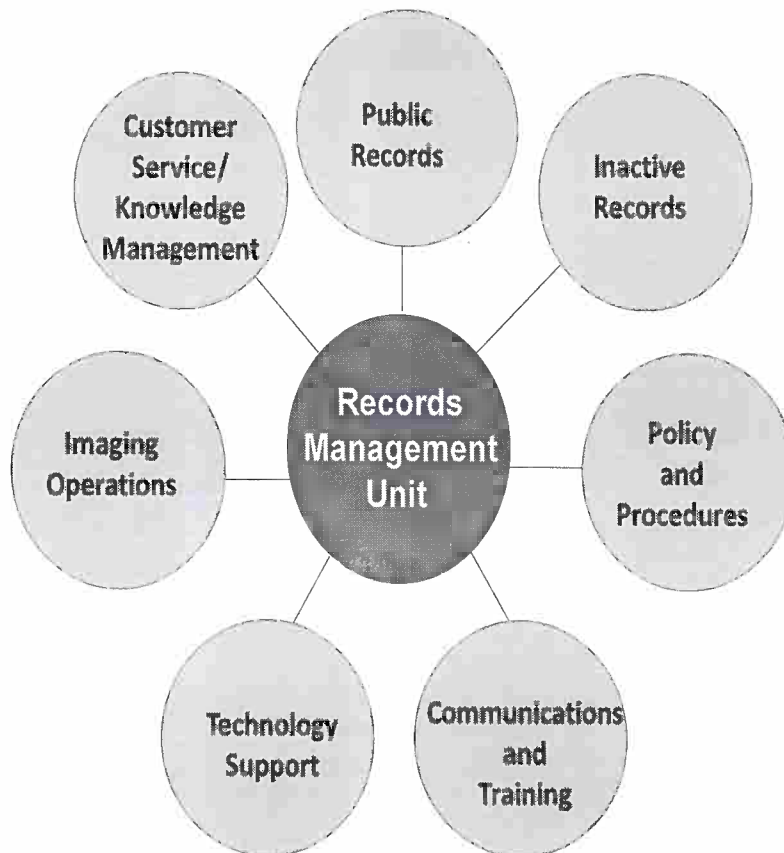 Public
Records
Customer
Service/
Knowledge
Management
Inactive
Records
Records
Management
Unit
Imaging
Operations
Policy
and
Procedures
Technology
Support
Communications
and
Training